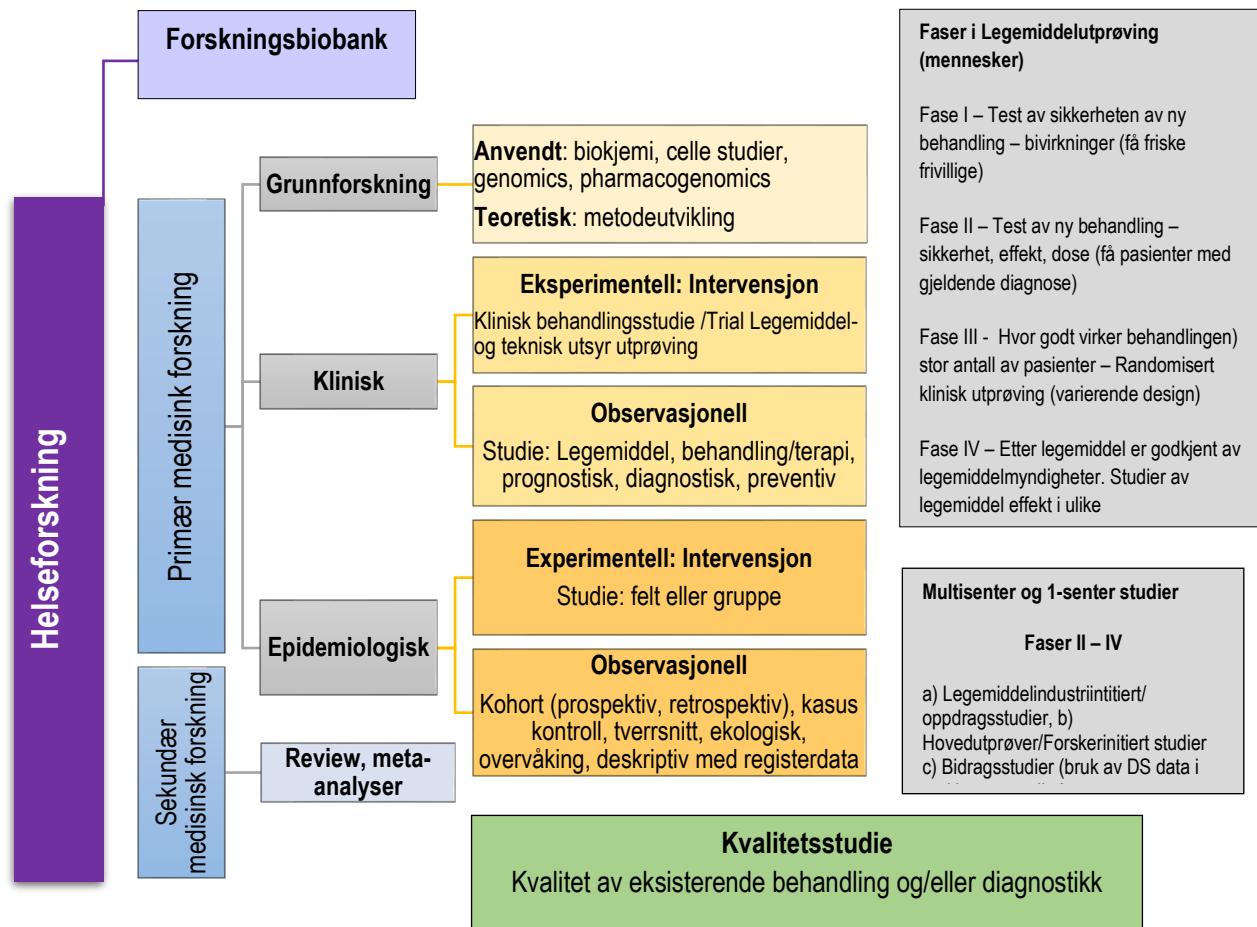 Forskningsbiobank
Helseforskning
Primær medisink forskning
Grunnforskning
Anvendt: biokjemi, celle studier,
genomics, pharmacogenomics
Teoretisk: metodeutvikling
Klinisk
Eksperimentell: Intervensjon
Klinisk behandlingsstudie /Trial Legemiddel-
og teknisk utsyr utprøving
Observasjonell
Studie: Legemiddel, behandling/terapi,
prognostisk, diagnostisk, preventiv
Epidemiologisk
Experimentell: Intervensjon
Studie: felt eller gruppe
Observasjonell
Kohort (prospektiv, retrospektiv), kasus
kontroll, tverrsnitt, ekologisk,
overvåking, deskriptiv med registerdata
Sekundær
medisinsk forskning
Review, meta-
analyser
Kvalitetsstudie
Kvalitet av eksisterende behandling og/eller diagnostikk
Faser i Legemiddelutprøving
(mennesker)
Fase I – Test av sikkerheten av ny
behandling – bivirkninger (få friske
frivillige)
Fase II – Test av ny behandling –
sikkerhet, effekt, dose (få pasienter med
gjeldende diagnose)
Fase III - Hvor godt virker behandlingen)
stor antall av pasienter – Randomisert
klinisk utprøving (varierende design)
Fase IV – Etter legemiddel er godkjent av
legemiddelmyndigheter. Studier av
legemiddel effekt i ulike
Multisenter og 1-senter studier
Faser II – IV
a) Legemiddelindustriintitiert/
oppdragsstudier, b)
Hovedutprøver/Forskerinitiert studier
c) Bidragsstudier (bruk av DS data i